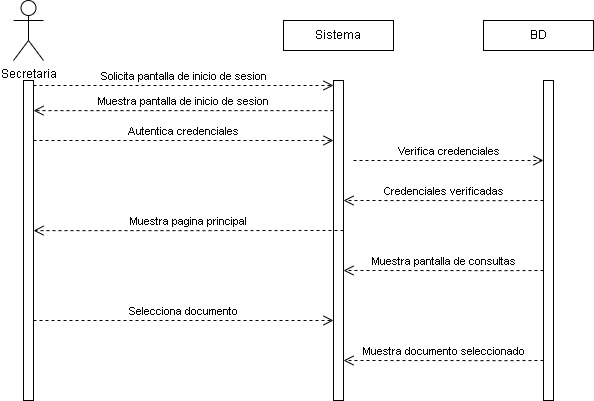 Sistema
BD
Secretaria
Solicita pantalla de inicio de sesion
Muestra pantalla de inicio de sesion
Autentica credenciales
Verifica credenciales
Credenciales verificadas
Muestra pagina principal
Muestra pantalla de consultas
Selecciona documento
Muestra documento seleccionado